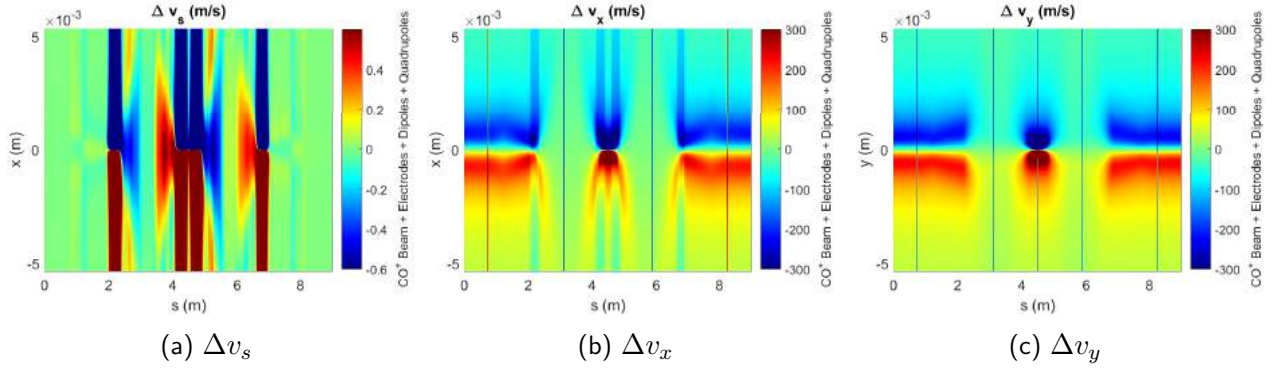 ×10⁻³ Δ v_s (m/s)
5
0
-5
x (m)
0 2 4 6 8
s (m)
0.4
0.2
0
-0.2
-0.4
-0.6
CO⁺ Beam + Electrodes + Dipoles + Quadrupoles
(a) Δv_s
×10⁻³ Δ v_x (m/s)
5
0
-5
x (m)
0 2 4 6 8
s (m)
300
200
100
0
-100
-200
-300
CO⁺ Beam + Electrodes + Dipoles + Quadrupoles
(b) Δv_x
×10⁻³ Δ v_y (m/s)
5
0
-5
y (m)
0 2 4 6 8
s (m)
300
200
100
0
-100
-200
-300
CO⁺ Beam + Electrodes + Dipoles + Quadrupoles
(c) Δv_y